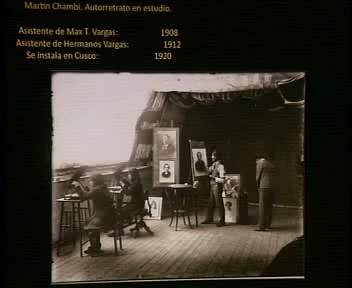 Martín Chambi. Autorretrato en estudio.
Asistente de Max T. Vargas: 1908
Asistente de Hermanos Vargas: 1912
Se instala en Cusco: 1920